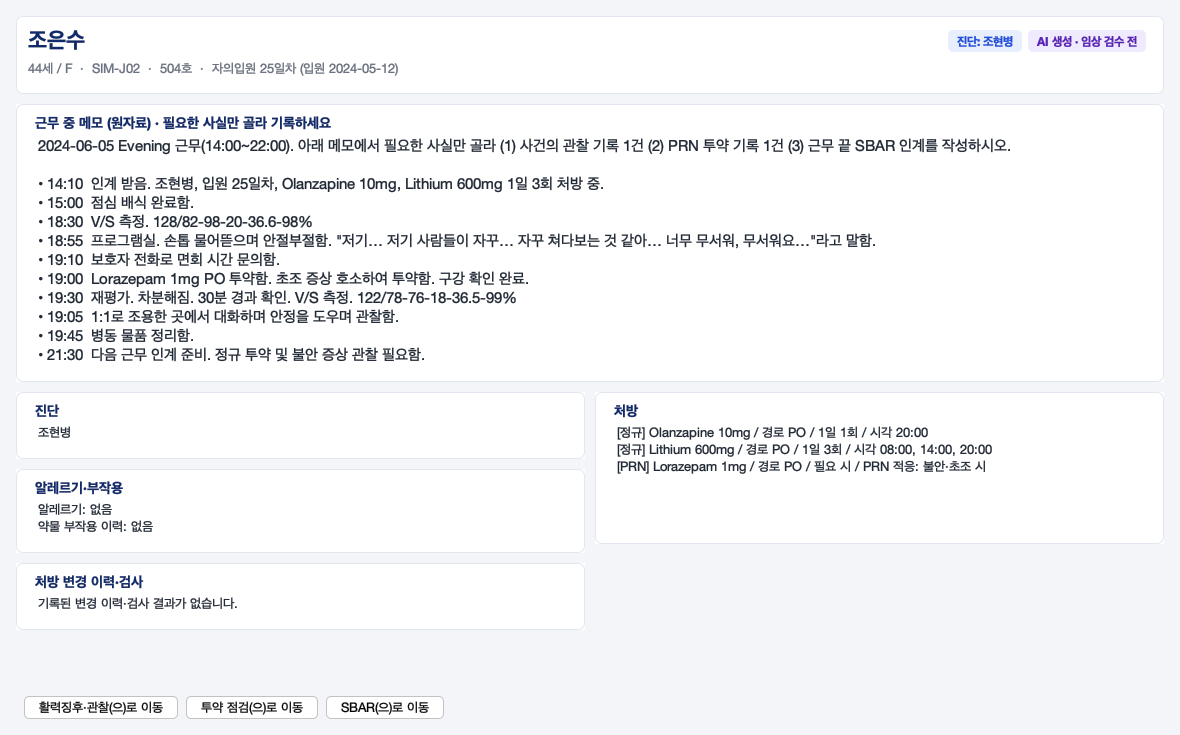 조은수
진단: 조현병
AI 생성 · 임상 검수 전
44세 / F · SIM-J02 · 504호 · 자의입원 25일차 (입원 2024-05-12)
근무 중 메모 (원자료) · 필요한 사실만 골라 기록하세요
2024-06-05 Evening 근무(14:00~22:00). 아래 메모에서 필요한 사실만 골라 (1) 사건의 관찰 기록 1건 (2) PRN 투약 기록 1건 (3) 근무 끝 SBAR 인계를 작성하시오.
• 14:10 인계 받음. 조현병, 입원 25일차, Olanzapine 10mg, Lithium 600mg 1일 3회 처방 중.
• 15:00 점심 배식 완료함.
• 18:30 V/S 측정. 128/82-98-20-36.6-98%
• 18:55 프로그램실. 손톱 물어뜯으며 안절부절함. "저기... 저기 사람들이 자꾸... 자꾸 쳐다보는 것 같아... 너무 무서워, 무서워요..."라고 말함.
• 19:10 보호자 전화로 면회 시간 문의함.
• 19:00 Lorazepam 1mg PO 투약함. 초조 증상 호소하여 투약함. 구강 확인 완료.
• 19:30 재평가. 차분해짐. 30분 경과 확인. V/S 측정. 122/78-76-18-36.5-99%
• 19:05 1:1로 조용한 곳에서 대화하며 안정을 도우며 관찰함.
• 19:45 병동 물품 정리함.
• 21:30 다음 근무 인계 준비. 정규 투약 및 불안 증상 관찰 필요함.
진단
조현병
처방
[정규] Olanzapine 10mg / 경로 PO / 1일 1회 / 시각 20:00
[정규] Lithium 600mg / 경로 PO / 1일 3회 / 시각 08:00, 14:00, 20:00
[PRN] Lorazepam 1mg / 경로 PO / 필요 시 / PRN 적응: 불안·초조 시
알레르기·부작용
알레르기: 없음
약물 부작용 이력: 없음
처방 변경 이력·검사
기록된 변경 이력·검사 결과가 없습니다.
활력징후·관찰(으)로 이동
투약 점검(으)로 이동
SBAR(으)로 이동